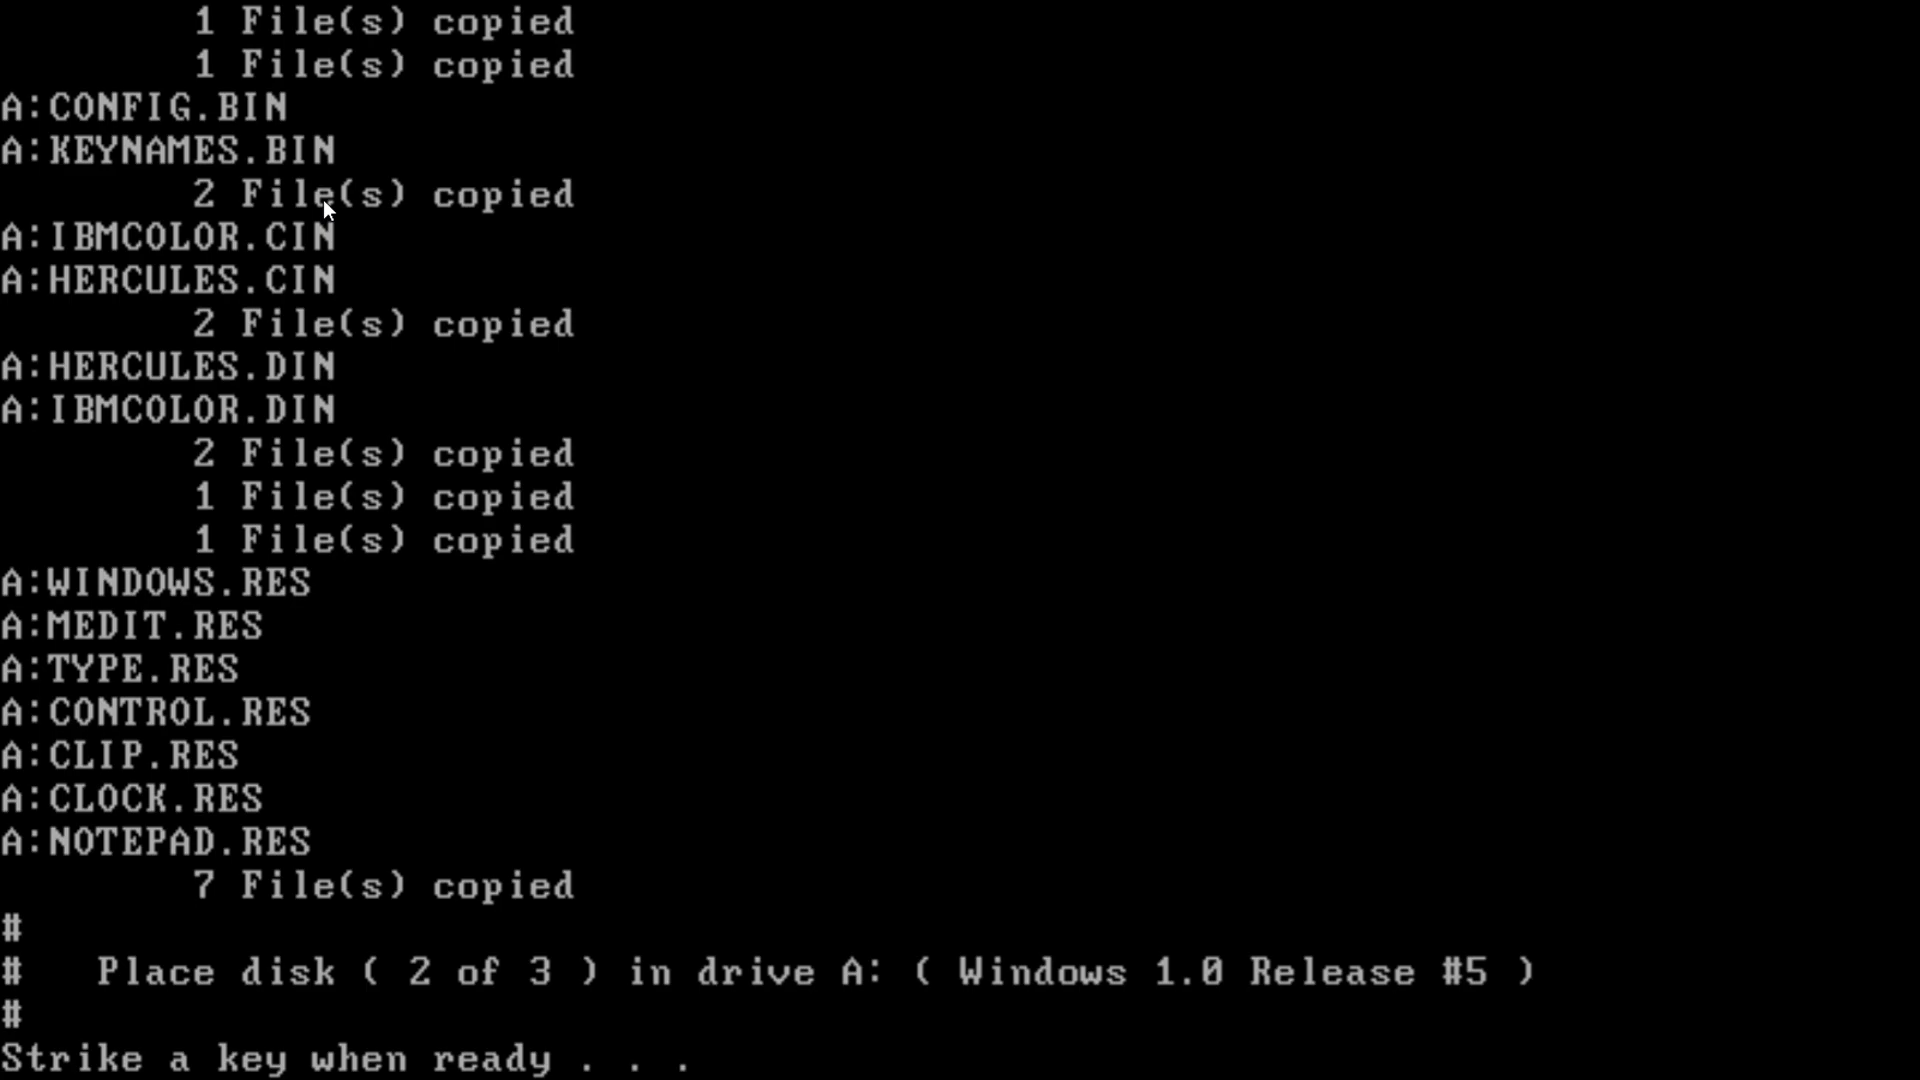 1 File(s) copied
1 File(s) copied
A:CONFIG.BIN
A:KEYNAMES.BIN
2 File(s) copied
A:IBMCOLOR.CIN
A:HERCULES.CIN
2 File(s) copied
A:HERCULES.DIN
A:IBMCOLOR.DIN
2 File(s) copied
1 File(s) copied
1 File(s) copied
A:WINDOWS.RES
A:MEDIT.RES
A:TYPE.RES
A:CONTROL.RES
A:CLIP.RES
A:CLOCK.RES
A:NOTEPAD.RES
7 File(s) copied
#
#   Place disk ( 2 of 3 ) in drive A: ( Windows 1.0 Release #5 )
#
Strike a key when ready . . .